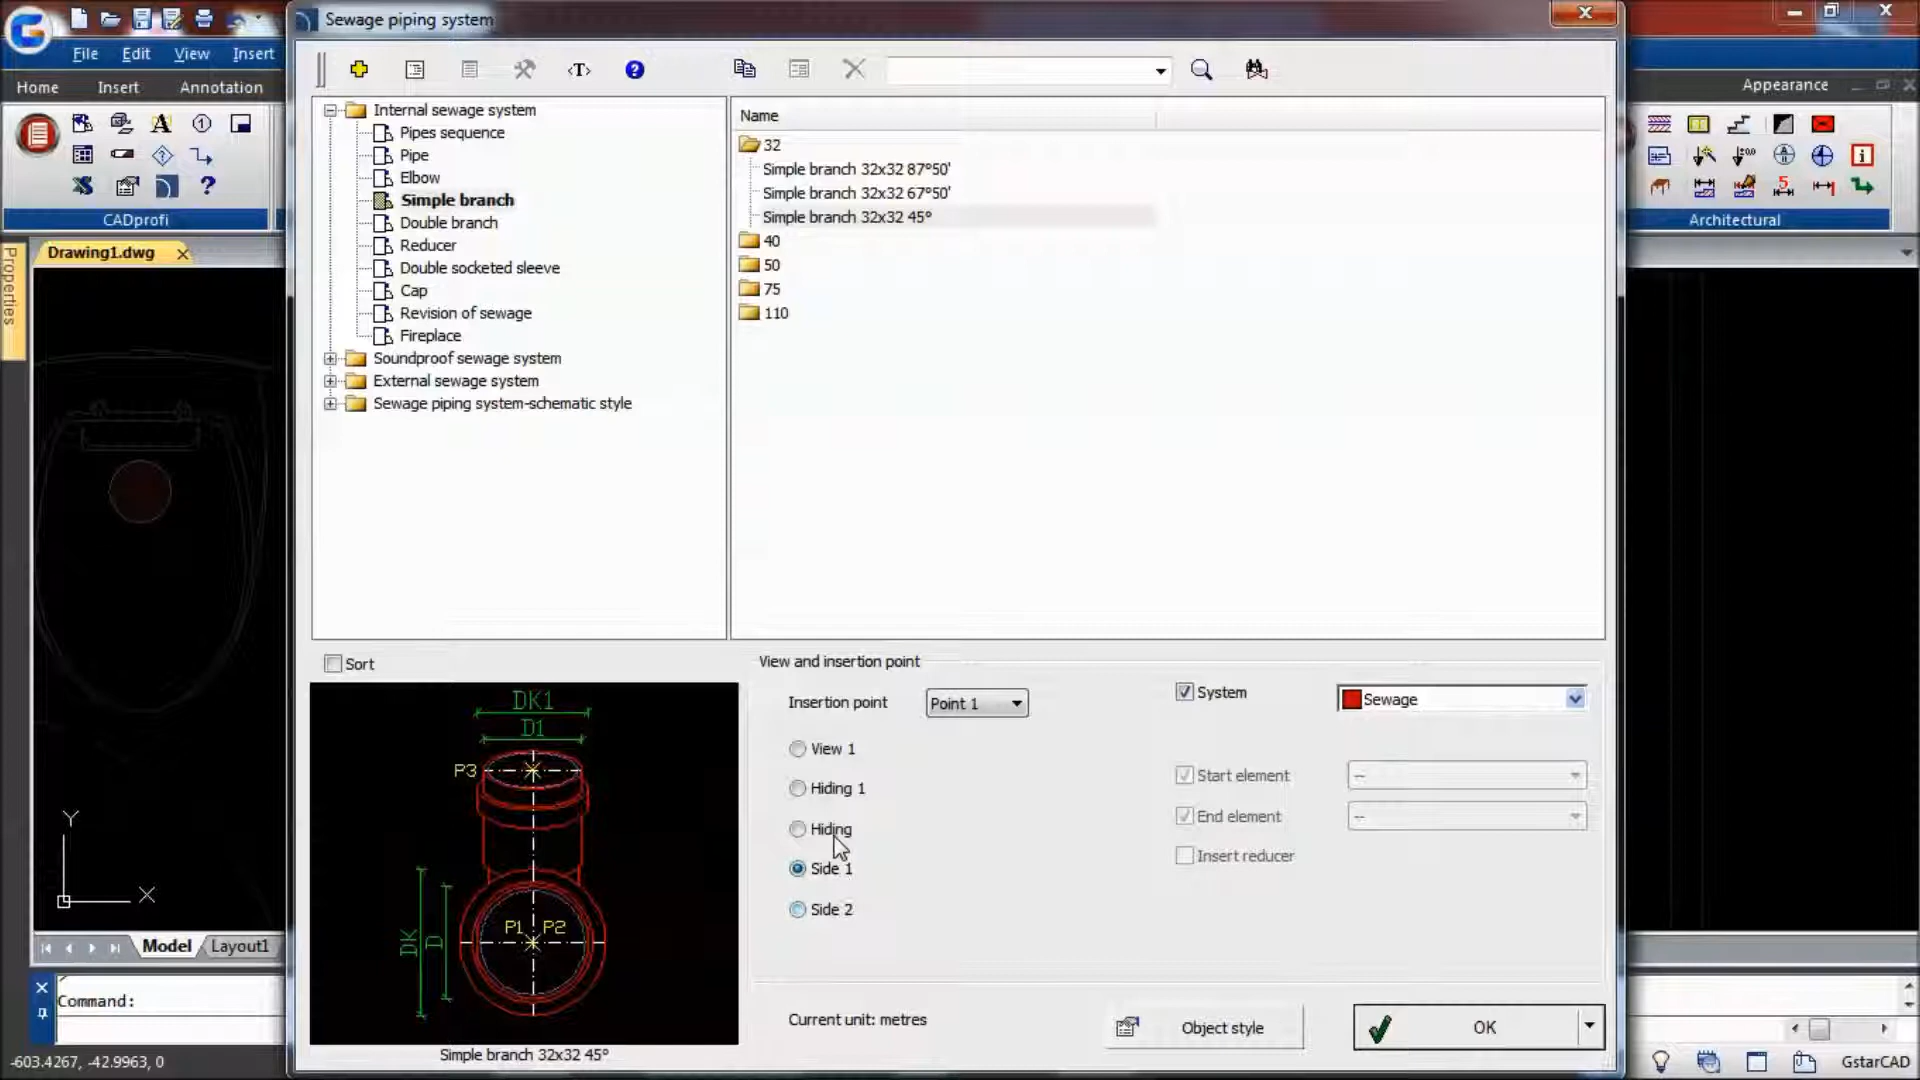 Sewage piping system
File Edit View Insert
Home Insert Annotation
Appearance
CADprofi
Architectural
Drawing1.dwg
Properties
Internal sewage system
Pipes sequence
Pipe
Elbow
Simple branch
Double branch
Reducer
Double socketed sleeve
Cap
Revision of sewage
Fireplace
Soundproof sewage system
External sewage system
Sewage piping system-schematic style
Name
32
Simple branch 32x32 87°50'
Simple branch 32x32 67°50'
Simple branch 32x32 45°
40
50
75
110
Sort
DK1
D1
P3
P1 P2
DK
D
Simple branch 32x32 45°
View and insertion point
Insertion point Point 1
View 1
Hiding 1
Hiding
Side 1
Side 2
System Sewage
Start element --
End element --
Insert reducer
Current unit: metres
Object style
OK
Y
X
Model Layout1
Command:
-603.4267, -42.9963, 0
GstarCAD